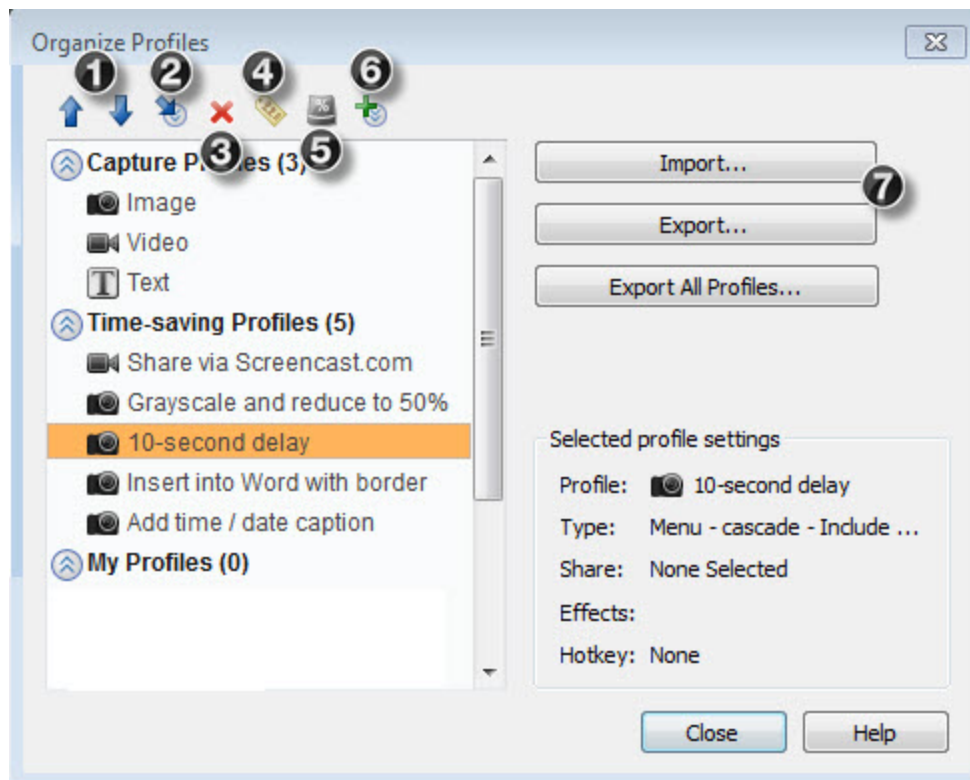 Organize Profiles
1 2 4 6
3 5
Capture Pr les (3)
Image
Video
Text
Time-saving Profiles (5)
Share via Screencast.com
Grayscale and reduce to 50%
10-second delay
Insert into Word with border
Add time / date caption
My Profiles (0)
Import...
7
Export...
Export All Profiles...
Selected profile settings
Profile: 10-second delay
Type: Menu - cascade - Include ...
Share: None Selected
Effects:
Hotkey: None
Close Help